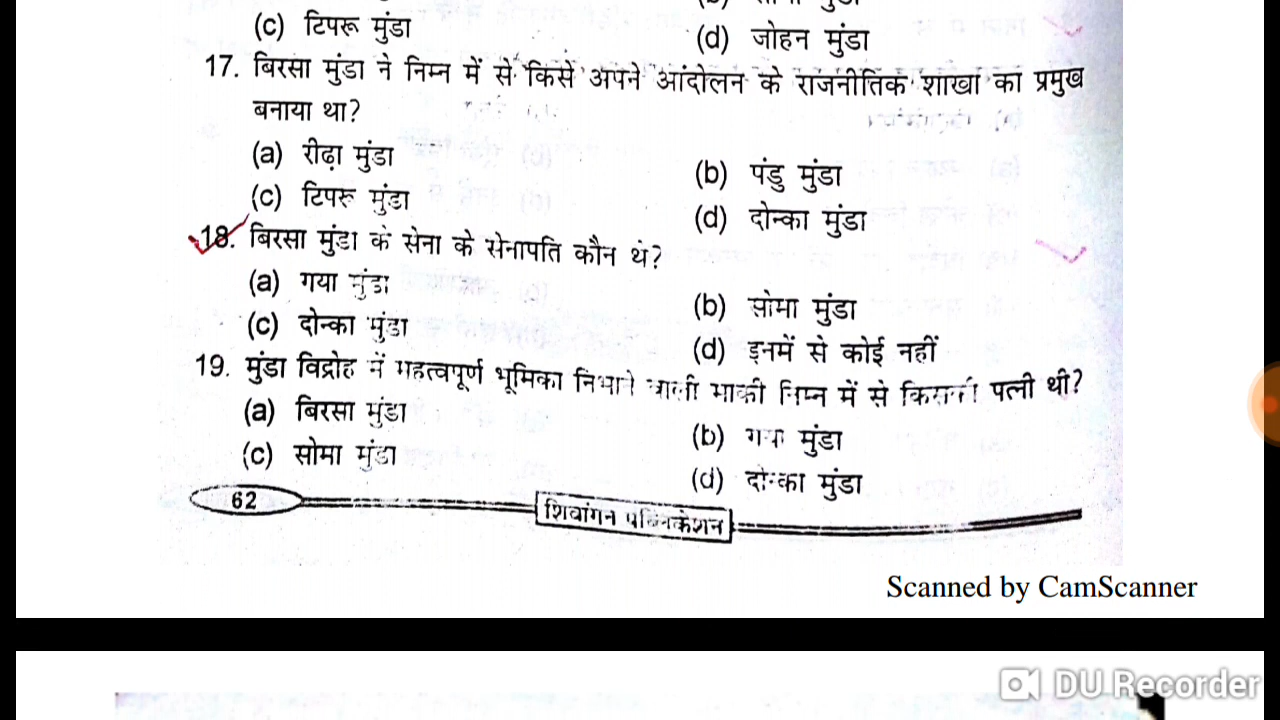 (c) टिपरू मुंडा
(d) जोहन मुंडा
17. बिरसा मुंडा ने निम्न में से किसे अपने आंदोलन के राजनीतिक शाखा का प्रमुख
बनाया था?
(a) रीढ़ा मुंडा
(b) पंडु मुंडा
(c) टिपरू मुंडा
(d) दोन्का मुंडा
18. बिरसा मुंडा के सेना के सेनापति कौन थे?
(a) गया मुंडा
(b) सोमा मुंडा
(c) दोन्का मुंडा
(d) इनमें से कोई नहीं
19. मुंडा विद्रोह में महत्वपूर्ण भूमिका निभाने वाली माकी निम्न में से किसकी पत्नी थी?
(a) बिरसा मुंडा
(b) गया मुंडा
(c) सोमा मुंडा
(d) दोन्का मुंडा
62
शिवांगन पब्लिकेशन
Scanned by CamScanner
DU Recorder